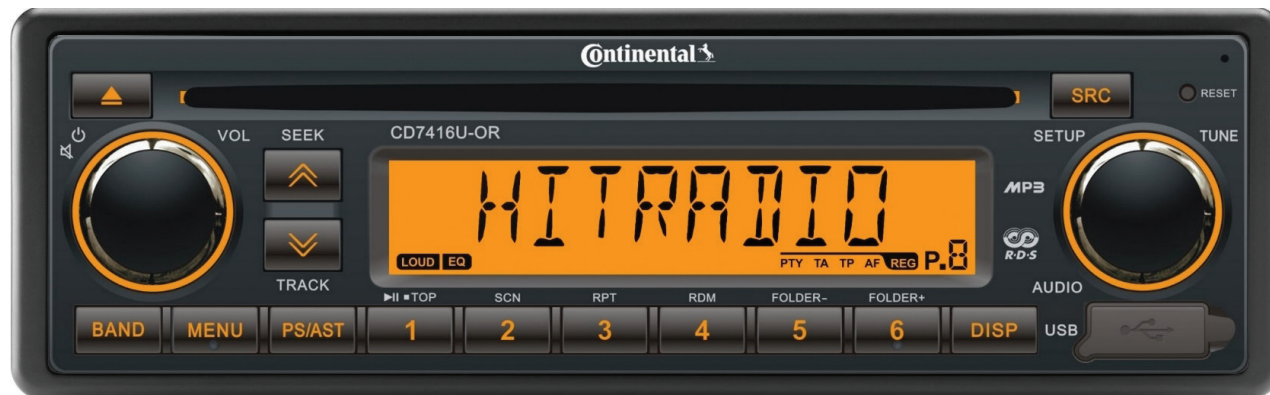 Continental
SRC
RESET
VOL
SEEK
CD7416U-OR
SETUP
TUNE
HITRADIO
MP3
R·D·S
LOUD EQ
PTY TA TP AF REG P.8
TRACK
AUDIO
TOP
SCN
RPT
RDM
FOLDER-
FOLDER+
BAND
MENU
PS/AST
1
2
3
4
5
6
DISP
USB